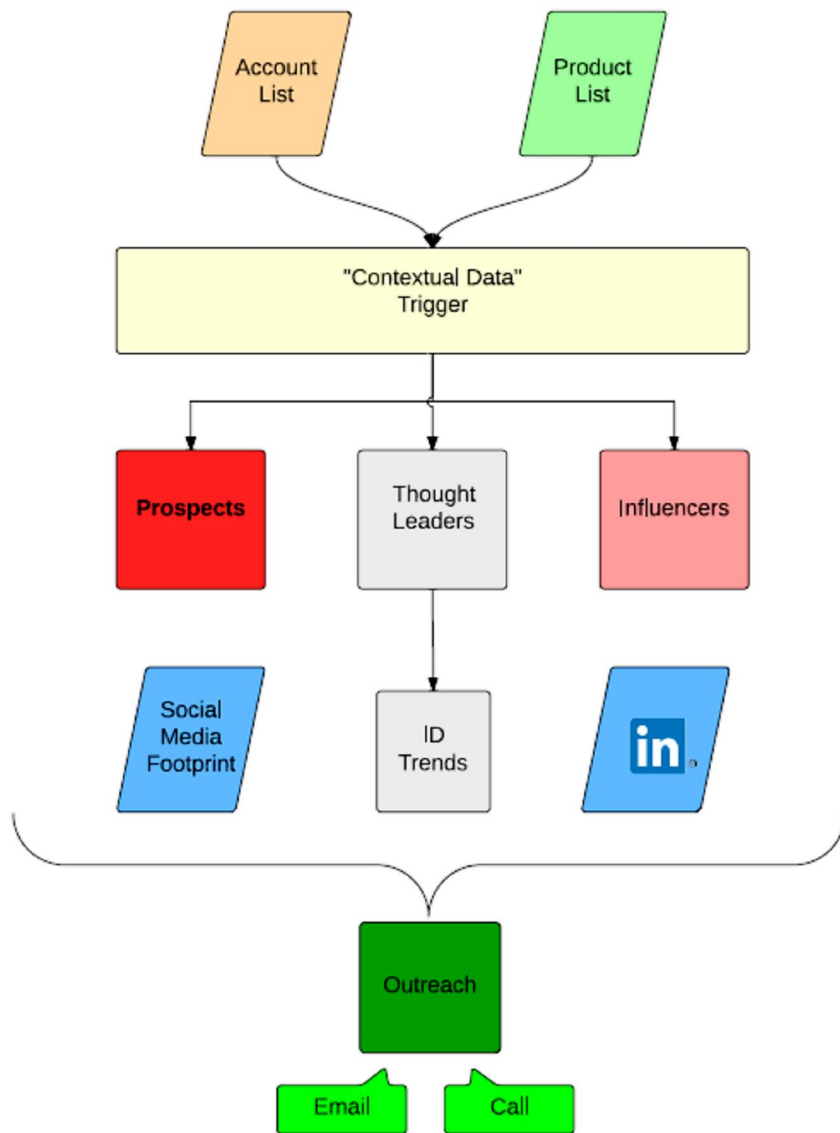 Account
List
Product
List
"Contextual Data"
Trigger
Prospects
Thought
Leaders
Influencers
Social
Media
Footprint
ID
Trends
in
Outreach
Email
Call